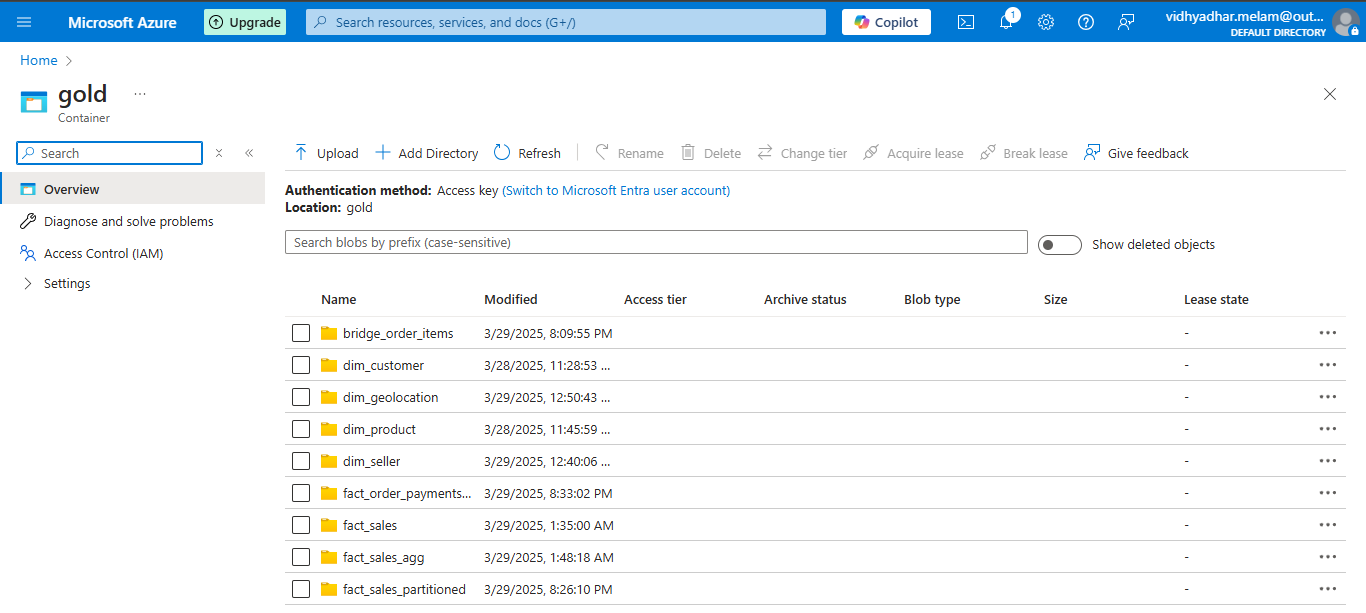 Microsoft Azure
Upgrade
Search resources, services, and docs (G+/)
Copilot
1
vidhyadhar.melam@out...
DEFAULT DIRECTORY
Home >
gold ...
Container
Search
Overview
Diagnose and solve problems
Access Control (IAM)
Settings
Upload Add Directory Refresh Rename Delete Change tier Acquire lease Break lease Give feedback
Authentication method: Access key (Switch to Microsoft Entra user account)
Location: gold
Search blobs by prefix (case-sensitive)
Show deleted objects
Name Modified Access tier Archive status Blob type Size Lease state
bridge_order_items 3/29/2025, 8:09:55 PM -
dim_customer 3/28/2025, 11:28:53 ... -
dim_geolocation 3/29/2025, 12:50:43 ... -
dim_product 3/28/2025, 11:45:59 ... -
dim_seller 3/29/2025, 12:40:06 ... -
fact_order_payments... 3/29/2025, 8:33:02 PM -
fact_sales 3/29/2025, 1:35:00 AM -
fact_sales_agg 3/29/2025, 1:48:18 AM -
fact_sales_partitioned 3/29/2025, 8:26:10 PM -